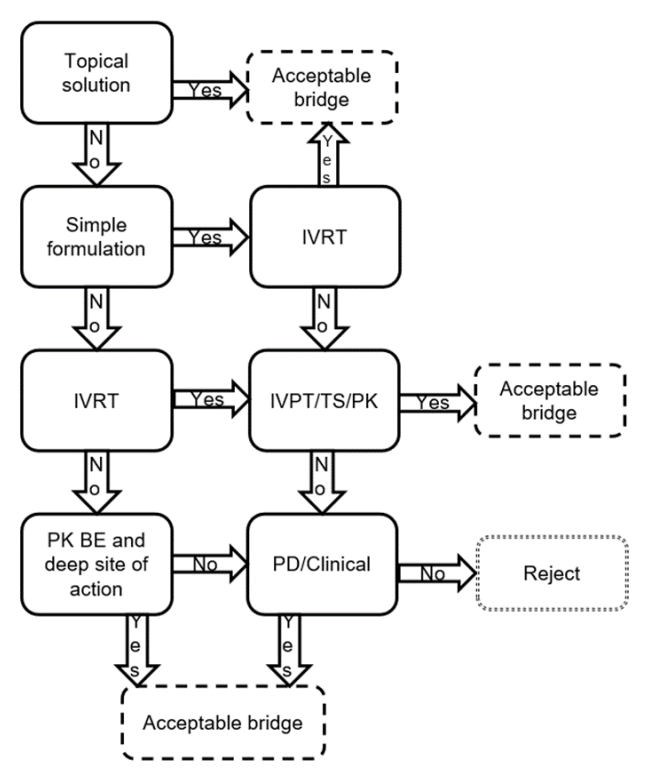 Topical
solution
Yes
Acceptable
bridge
No
Yes
Simple
formulation
Yes
IVRT
No
No
IVRT
Yes
IVPT/TS/PK
Yes
Acceptable
bridge
No
No
PK BE and
deep site of
action
No
PD/Clinical
No
Reject
Yes
Yes
Acceptable bridge